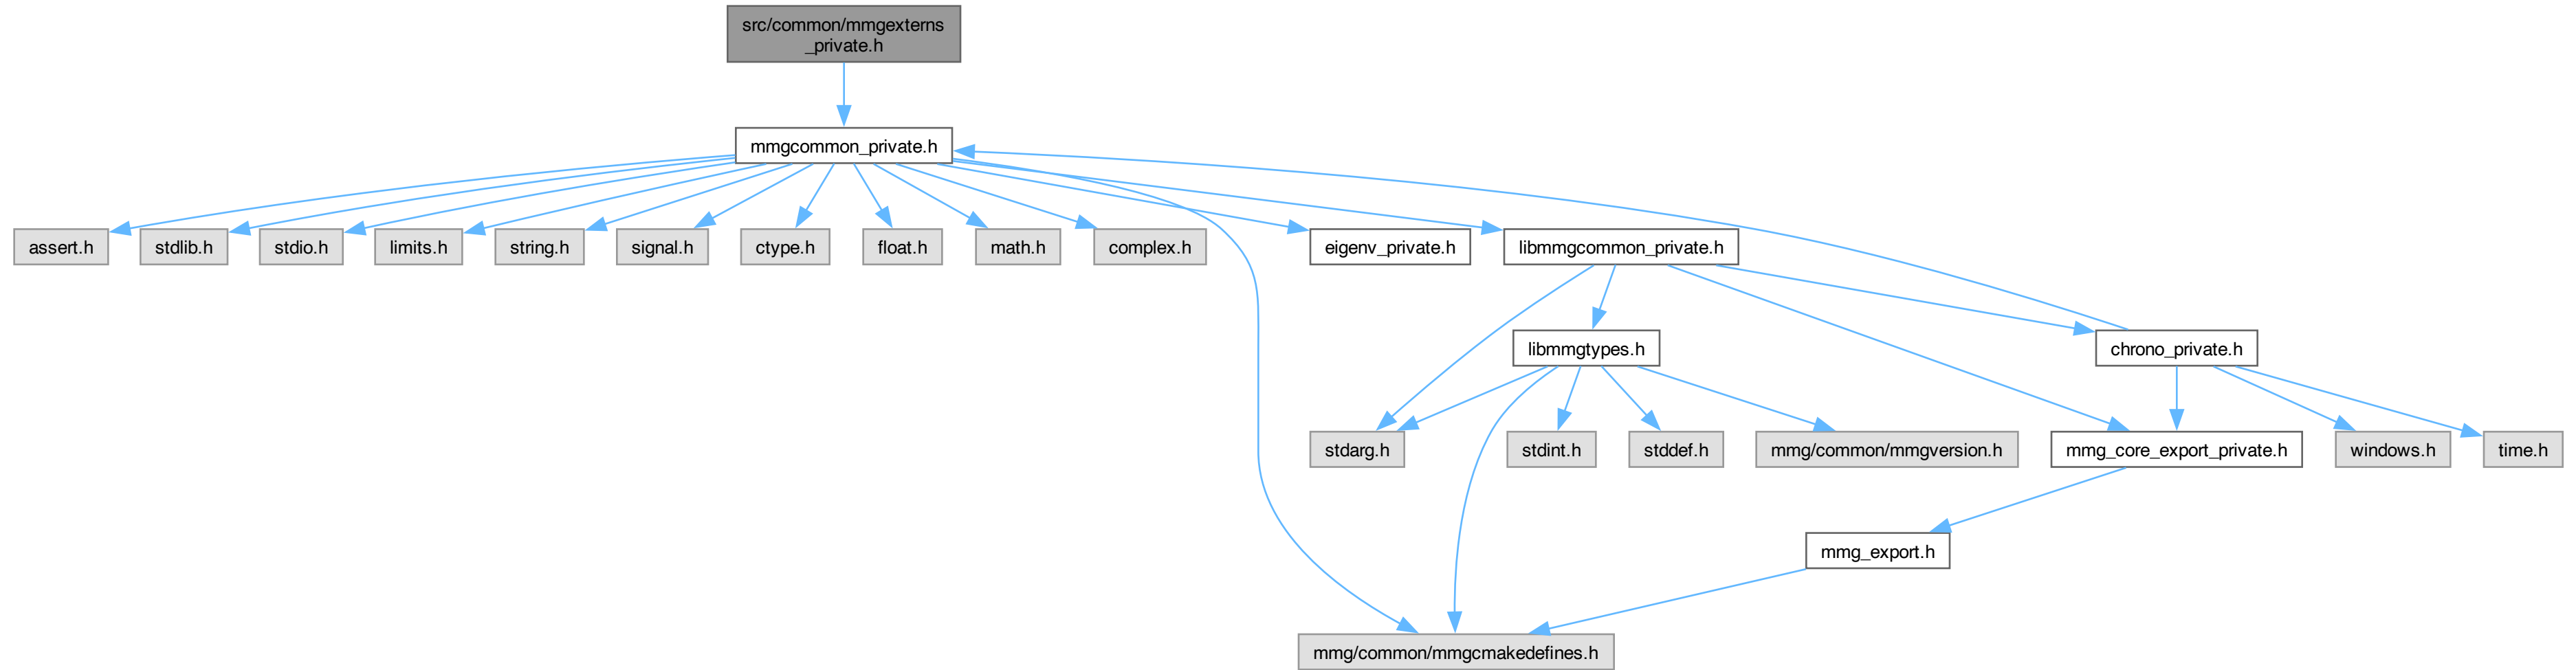 src/common/mmgexterns
_private.h
mmgcommon_private.h
assert.h
stdlib.h
stdio.h
limits.h
string.h
signal.h
ctype.h
float.h
math.h
complex.h
eigenv_private.h
libmmgcommon_private.h
libmmgtypes.h
chrono_private.h
stdarg.h
stdint.h
stddef.h
mmg/common/mmgversion.h
mmg_core_export_private.h
windows.h
time.h
mmg_export.h
mmg/common/mmgcmakedefines.h